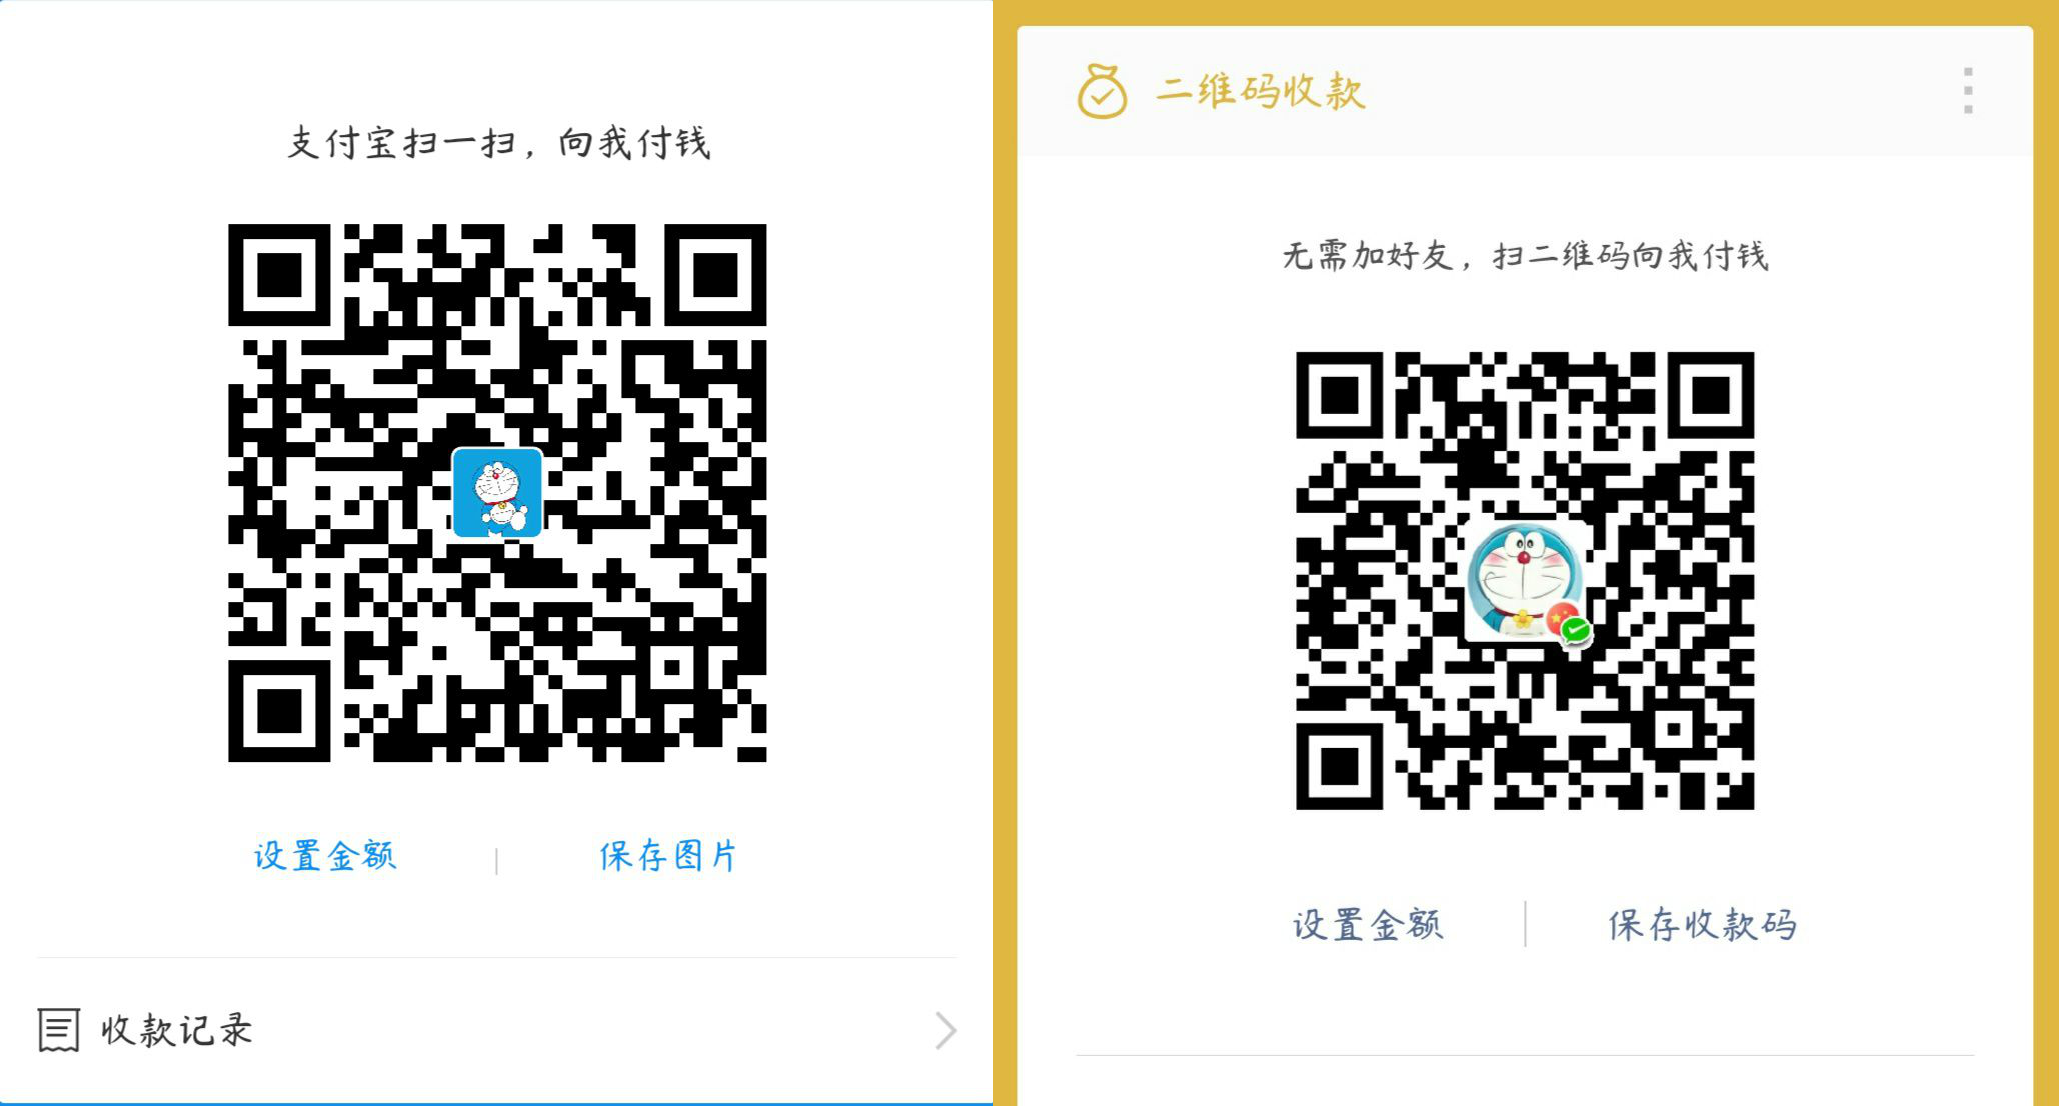 支付宝扫一扫，向我付钱
设置金额
保存图片
收款记录
二维码收款
无需加好友，扫二维码向我付钱
设置金额
保存收款码